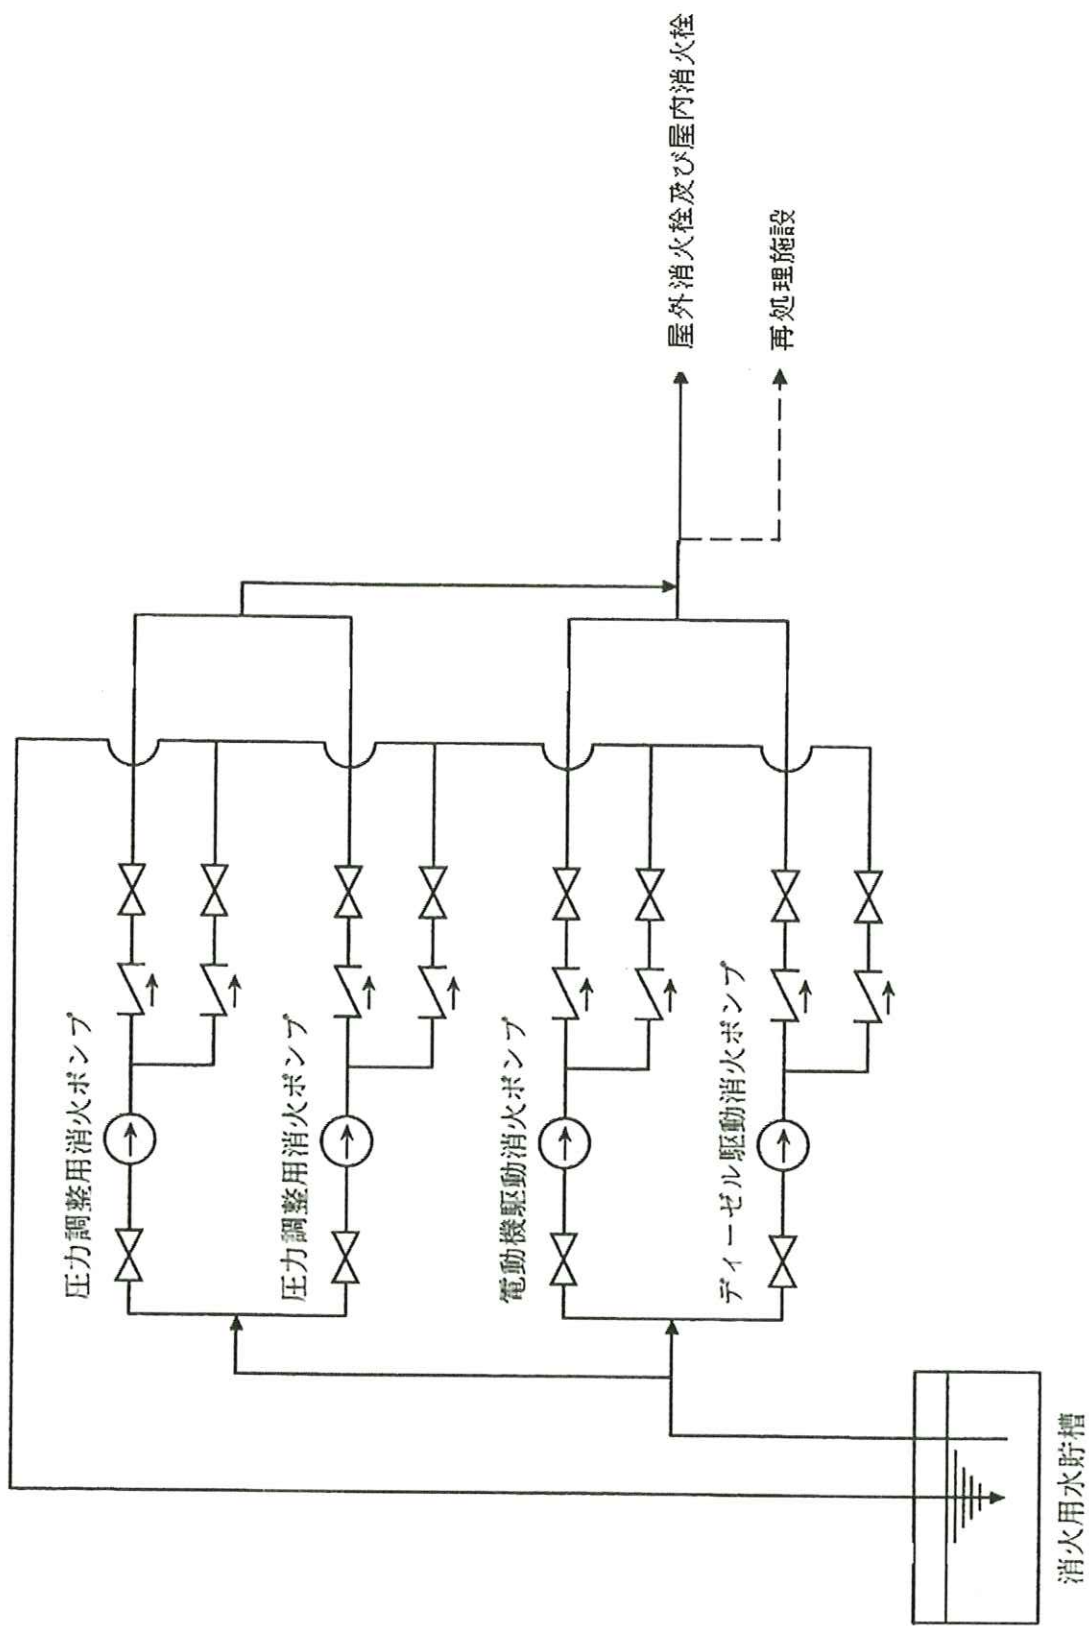 圧力調整用消火ポンプ
圧力調整用消火ポンプ
電動機駆動消火ポンプ
ディーゼル駆動消火ポンプ
屋外消火栓及び屋内消火栓
再処理施設
消火用水貯槽